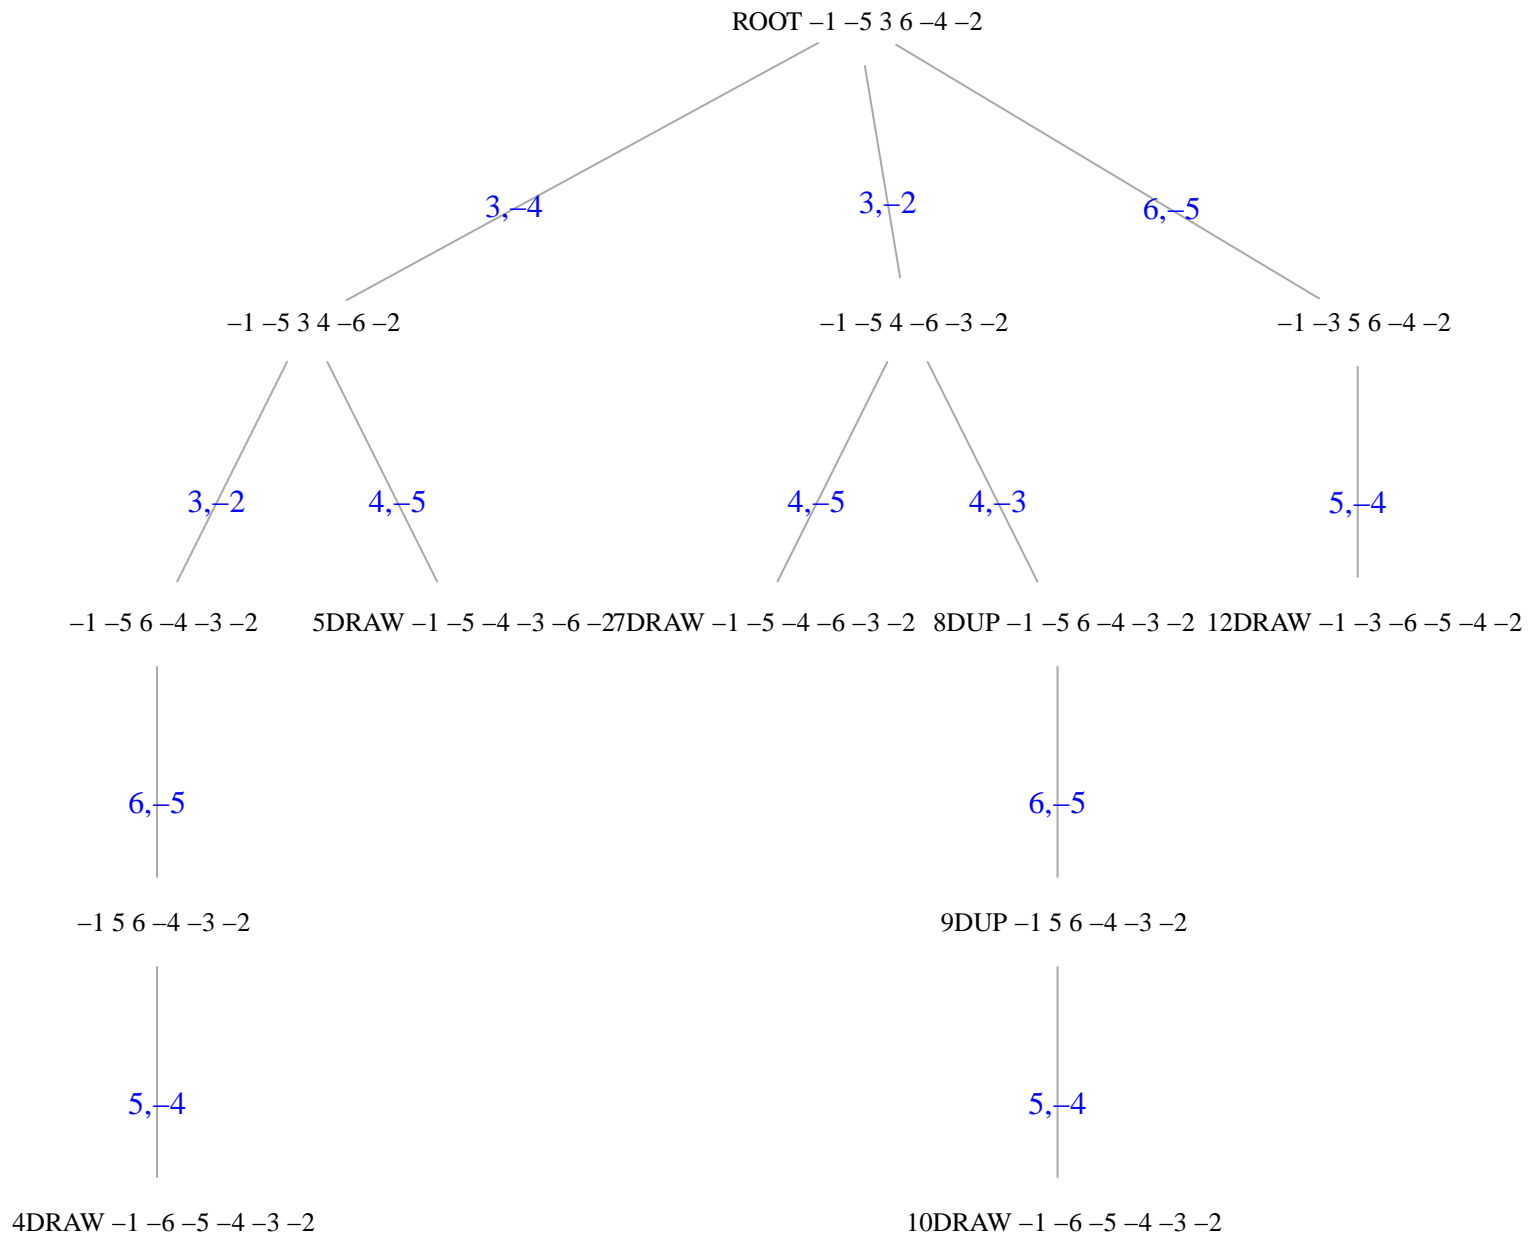 ROOT –1 –5 3 6 –4 –2
3,–4
3,–2
6,–5
–1 –5 3 4 –6 –2
–1 –5 4 –6 –3 –2
–1 –3 5 6 –4 –2
3,–2
4,–5
4,–5
4,–3
5,–4
–1 –5 6 –4 –3 –2
5DRAW –1 –5 –4 –3 –6 –2
7DRAW –1 –5 –4 –6 –3 –2
8DUP –1 –5 6 –4 –3 –2
12DRAW –1 –3 –6 –5 –4 –2
6,–5
6,–5
–1 5 6 –4 –3 –2
9DUP –1 5 6 –4 –3 –2
5,–4
5,–4
4DRAW –1 –6 –5 –4 –3 –2
10DRAW –1 –6 –5 –4 –3 –2